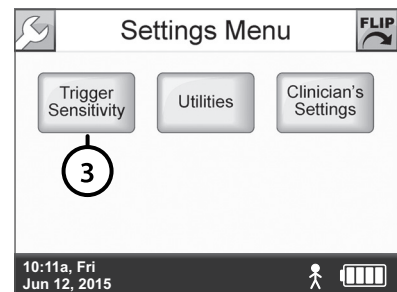 Settings Menu
FLIP
Trigger
Sensitivity
Utilities
Clinician's
Settings
3
10:11a, Fri
Jun 12, 2015